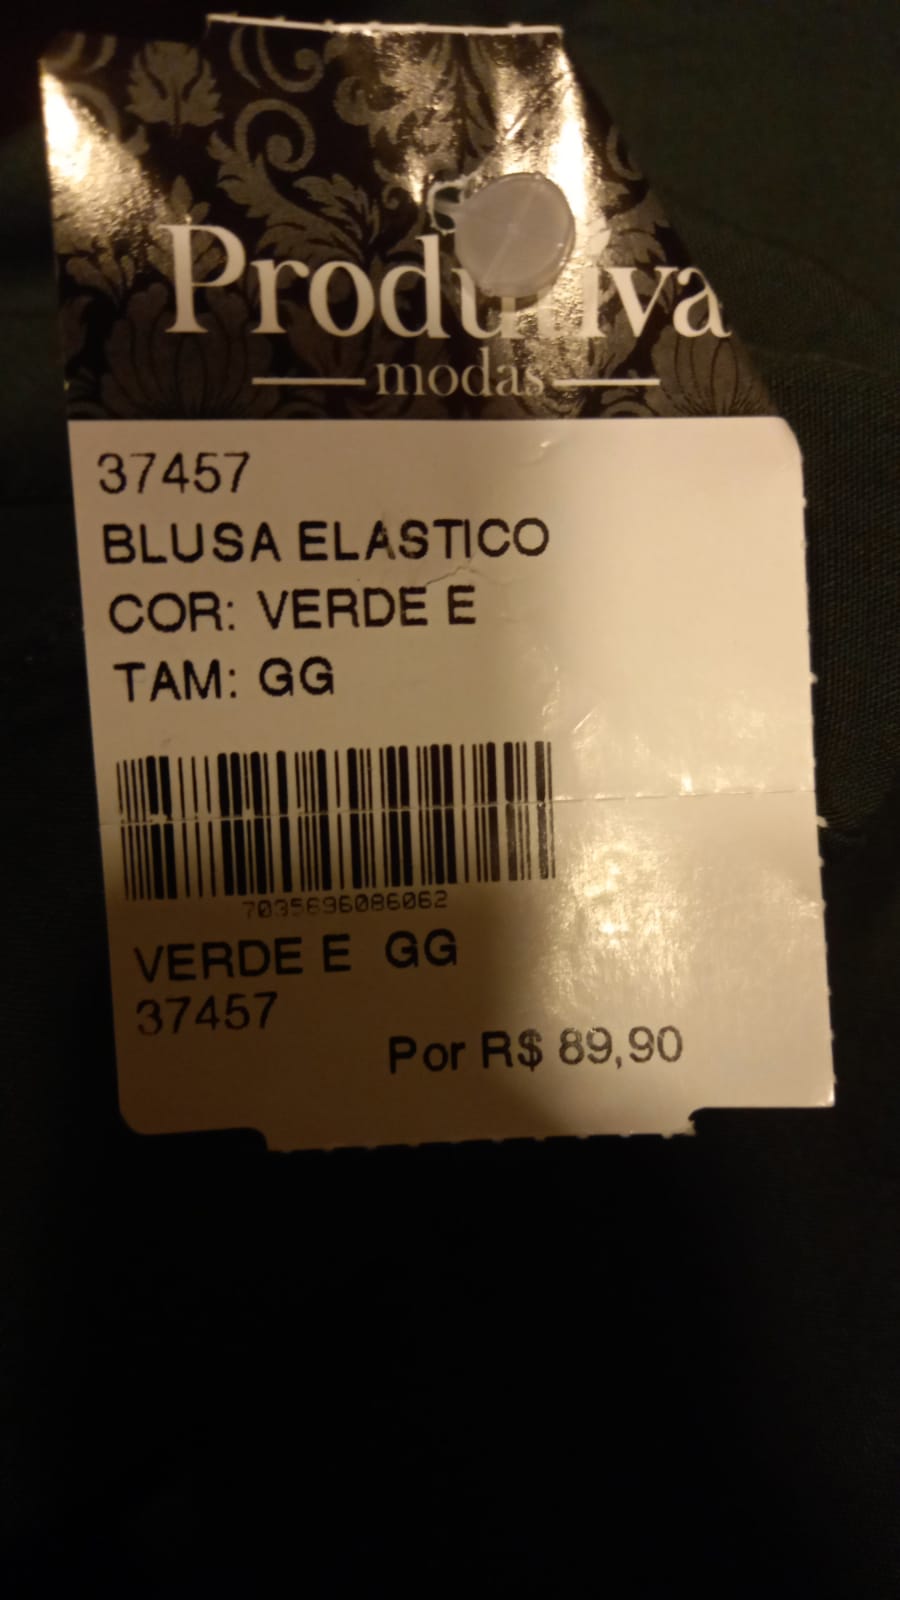 Produtiva
modas
37457
BLUSA ELASTICO
COR: VERDE E
TAM: GG
7035696086062
VERDE E GG
37457
Por R$ 89,90